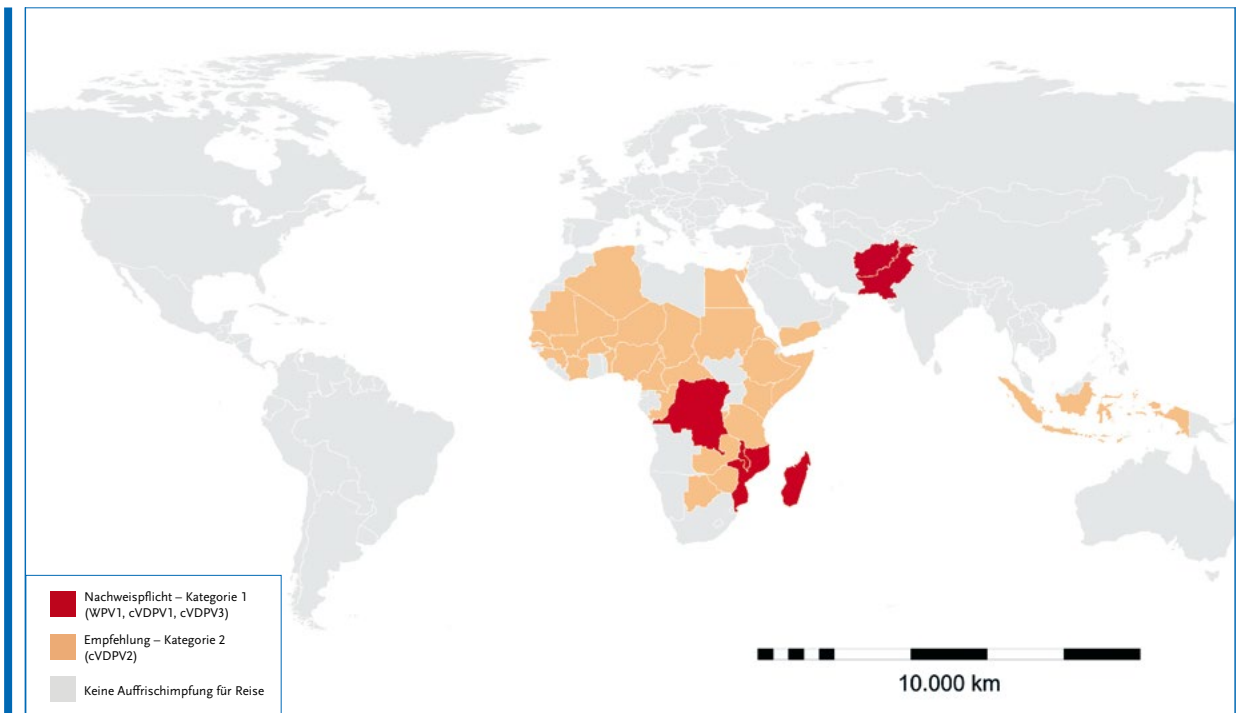 Nachweispflicht – Kategorie 1
(WPV1, cVDPV1, cVDPV3)
Empfehlung – Kategorie 2
(cVDPV2)
Keine Auffrischimpfung für Reise
10.000 km